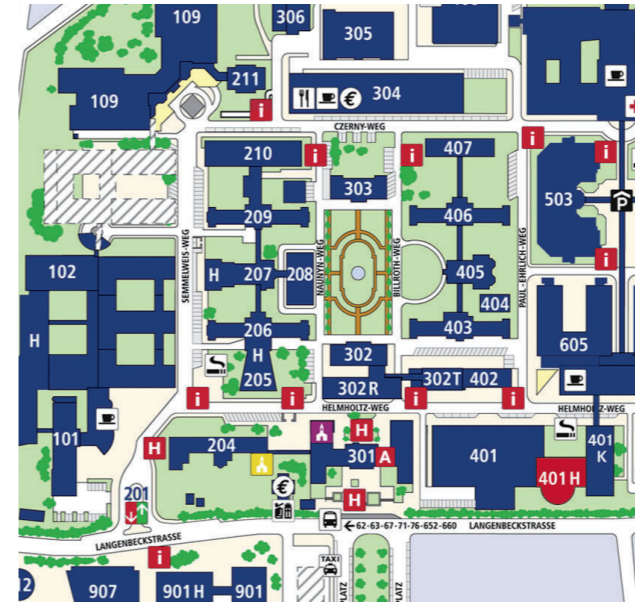 109
306
305
109
211
i
€
304
CZERNY-WEG
210
i
i
407
i
i
303
503
P
209
406
102
SEMMELWEIS-WEG
H
207
208
NAUNYN-WEG
BILLROTH-WEG
405
PAUL-EHRLICH-WEG
i
404
206
403
H
H
302
605
205
302 R
302T
402
i
i
i
i
HELMHOLTZ-WEG
HELMHOLTZ-WEG
101
H
204
H
301
A
401
401
K
401 H
201
€
H
62-63-67-71-76-652-660
LANGENBECKSTRASSE
LANGENBECKSTRASSE
i
TAXI
12
907
901 H
901
PLATZ
PLATZ